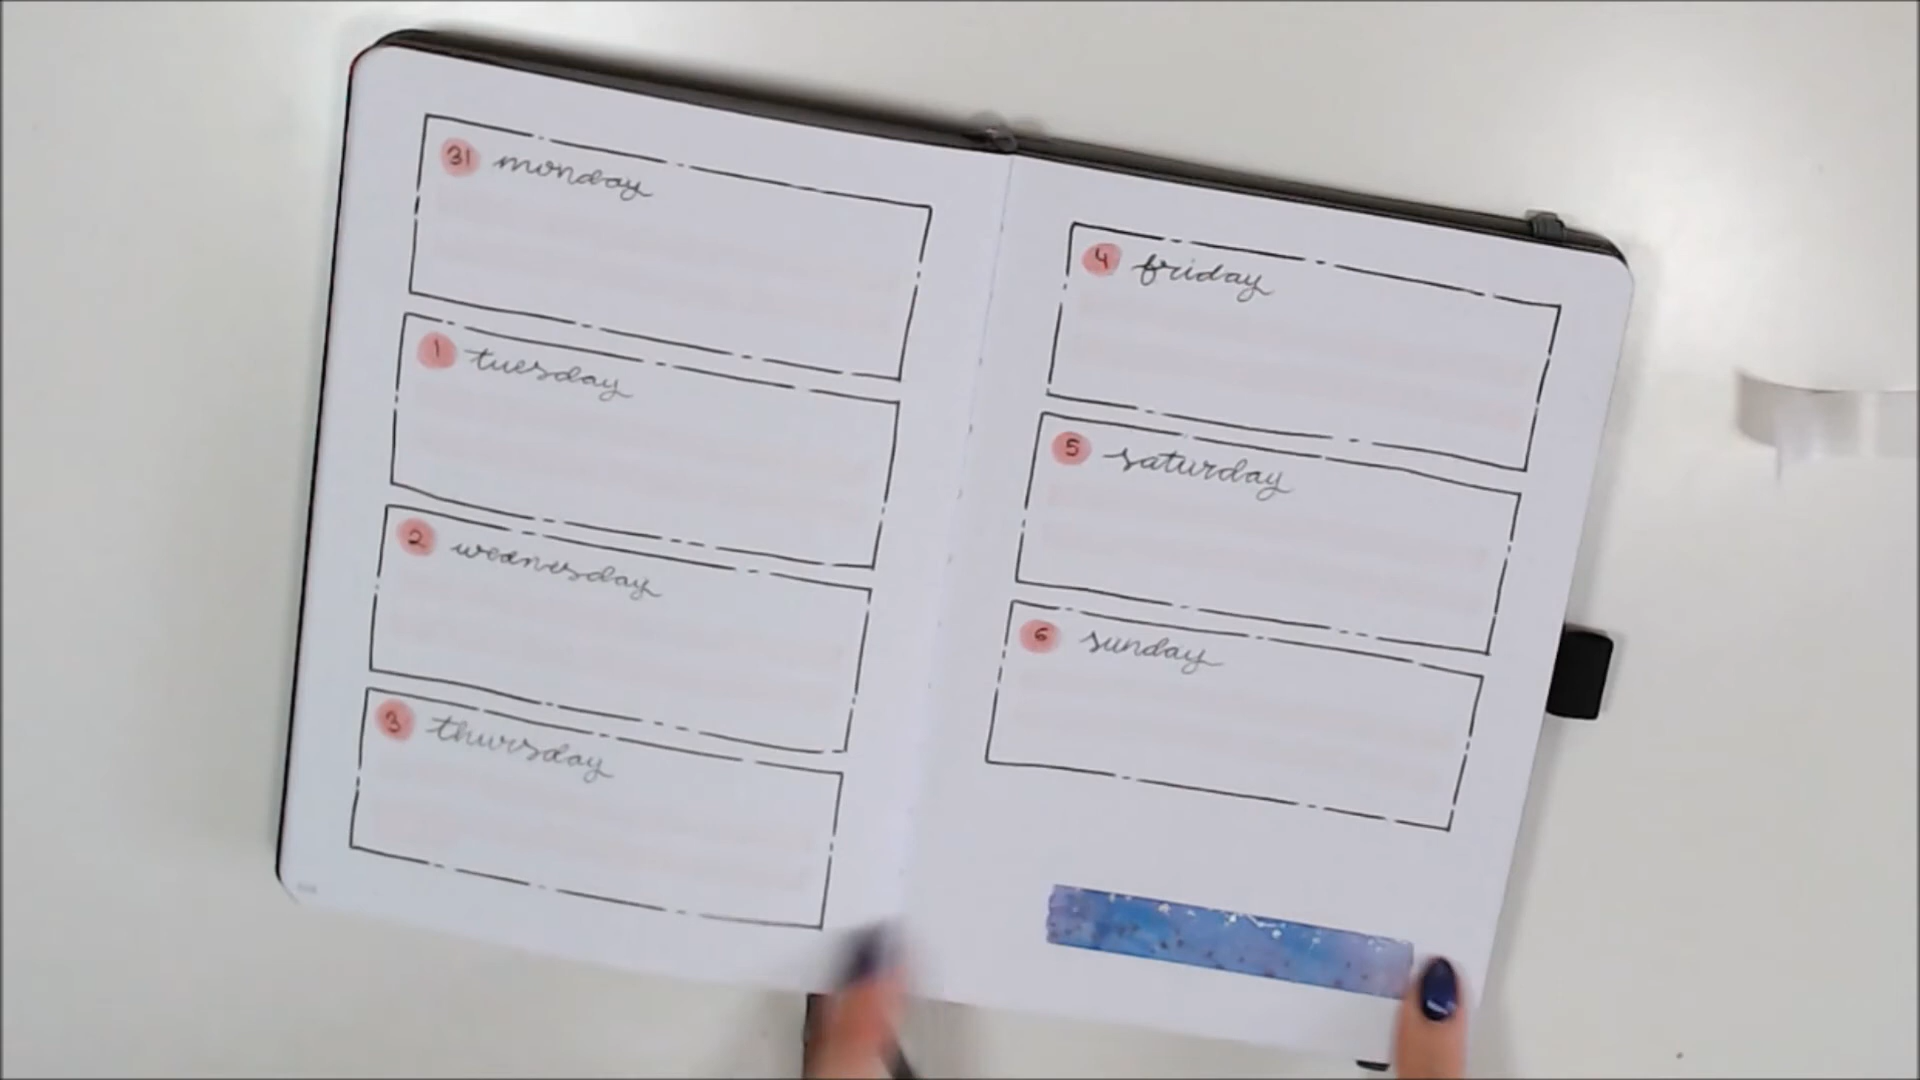 31 monday
1 tuesday
2 wednesday
3 thursday
4 friday
5 saturday
6 sunday